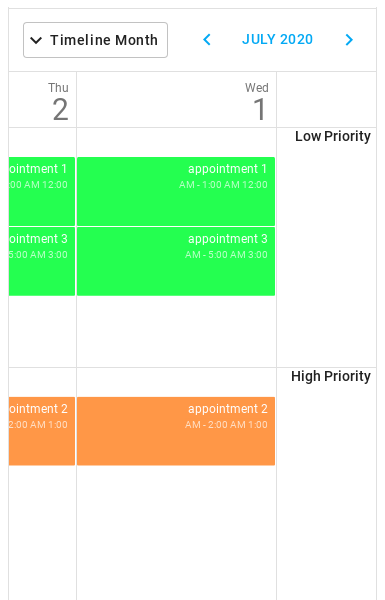 Timeline Month
JULY 2020
Wed
1
Thu
2
Low Priority
appointment 1
AM - 1:00 AM 12:00
ointment 1
:00 AM 12:00
appointment 3
AM - 5:00 AM 3:00
ointment 3
5:00 AM 3:00
High Priority
appointment 2
AM - 2:00 AM 1:00
ointment 2
2:00 AM 1:00